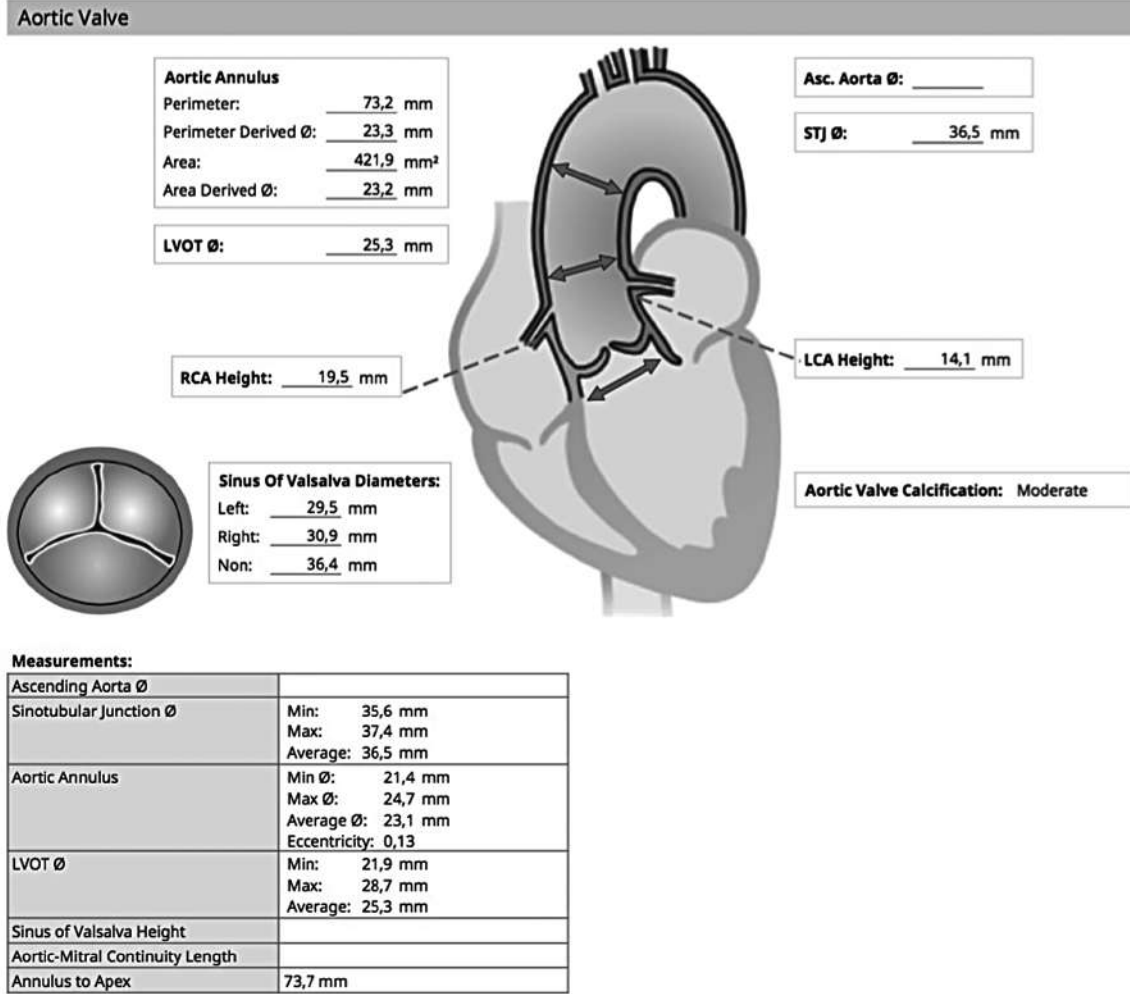 Aortic Valve
Aortic Annulus
Perimeter: 73,2 mm
Perimeter Derived Ø: 23,3 mm
Area: 421,9 mm²
Area Derived Ø: 23,2 mm
LVOT Ø: 25,3 mm
Asc. Aorta Ø:
STJ Ø: 36,5 mm
RCA Height: 19,5 mm
LCA Height: 14,1 mm
Sinus Of Valsalva Diameters:
Left: 29,5 mm
Right: 30,9 mm
Non: 36,4 mm
Aortic Valve Calcification: Moderate
Measurements:
Ascending Aorta Ø
Sinotubular Junction Ø Min: 35,6 mm
Max: 37,4 mm
Average: 36,5 mm
Aortic Annulus Min Ø: 21,4 mm
Max Ø: 24,7 mm
Average Ø: 23,1 mm
Eccentricity: 0,13
LVOT Ø Min: 21,9 mm
Max: 28,7 mm
Average: 25,3 mm
Sinus of Valsalva Height
Aortic-Mitral Continuity Length
Annulus to Apex 73,7 mm